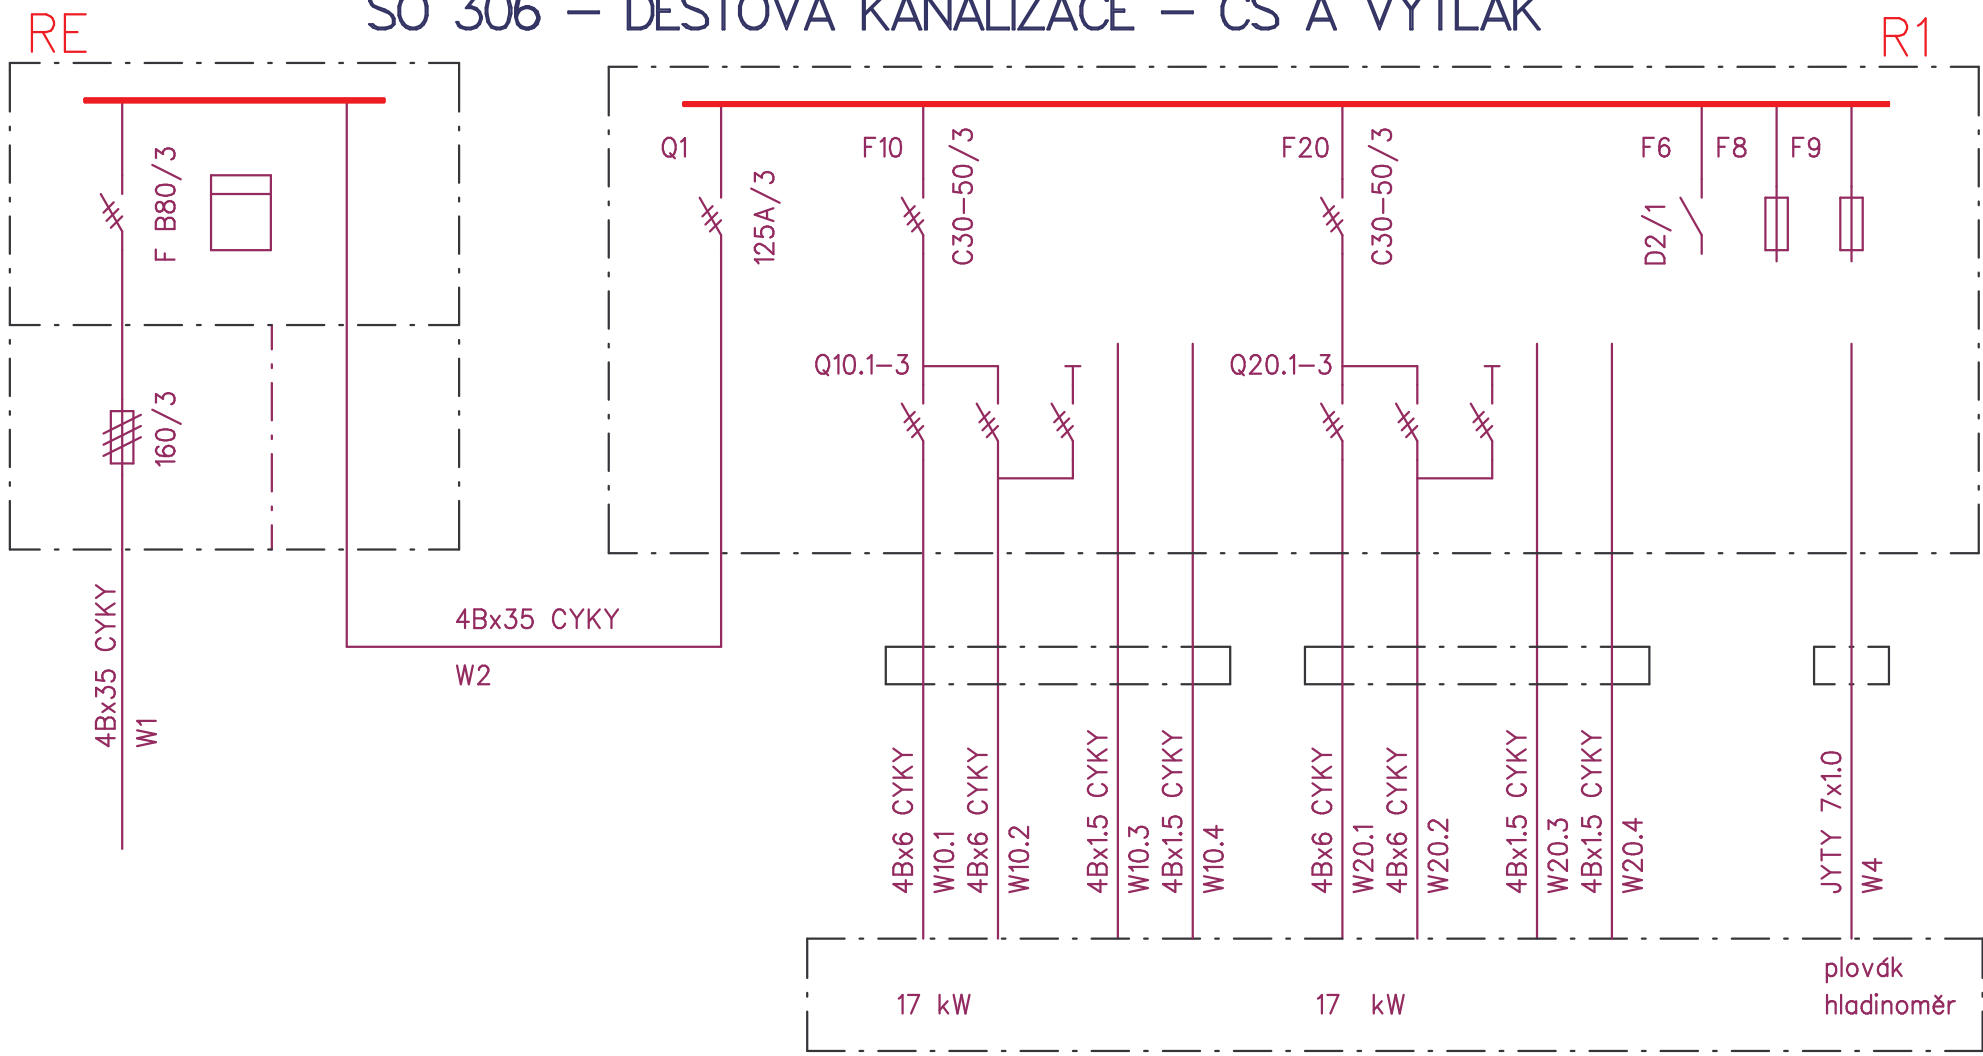 SO 306 – DEŠŤOVÁ KANALIZACE – ČS A VÝTLAK
RE
R1
F B80/3
160/3
4Bx35 CYKY
W1
4Bx35 CYKY
W2
Q1
125A/3
F10
C30-50/3
F20
C30-50/3
F6
F8
F9
D2/1
Q10.1-3
Q20.1-3
4Bx6 CYKY
W10.1
4Bx6 CYKY
W10.2
4Bx1.5 CYKY
W10.3
4Bx1.5 CYKY
W10.4
4Bx6 CYKY
W20.1
4Bx6 CYKY
W20.2
4Bx1.5 CYKY
W20.3
4Bx1.5 CYKY
W20.4
JYTY 7x1.0
W4
17 kW
17 kW
plovák
hladinoměr